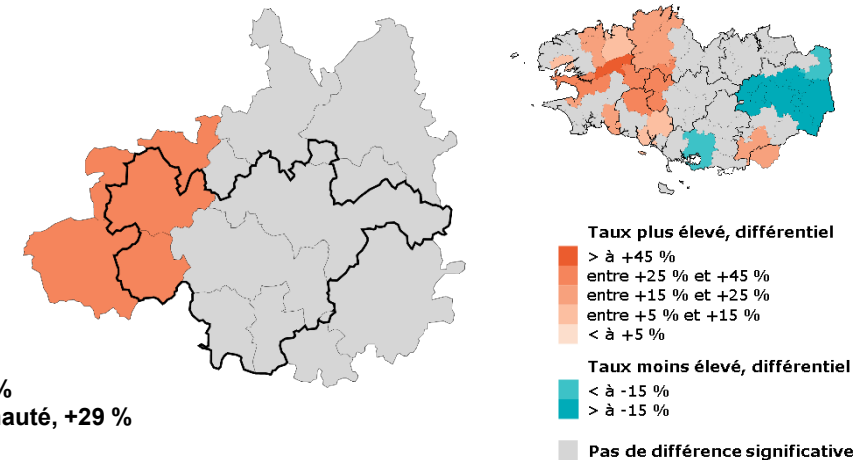 %
nauté, +29 %
Taux plus élevé, différentiel
> à +45 %
entre +25 % et +45 %
entre +15 % et +25 %
entre +5 % et +15 %
< à +5 %
Taux moins élevé, différentiel
< à -15 %
> à -15 %
Pas de différence significative